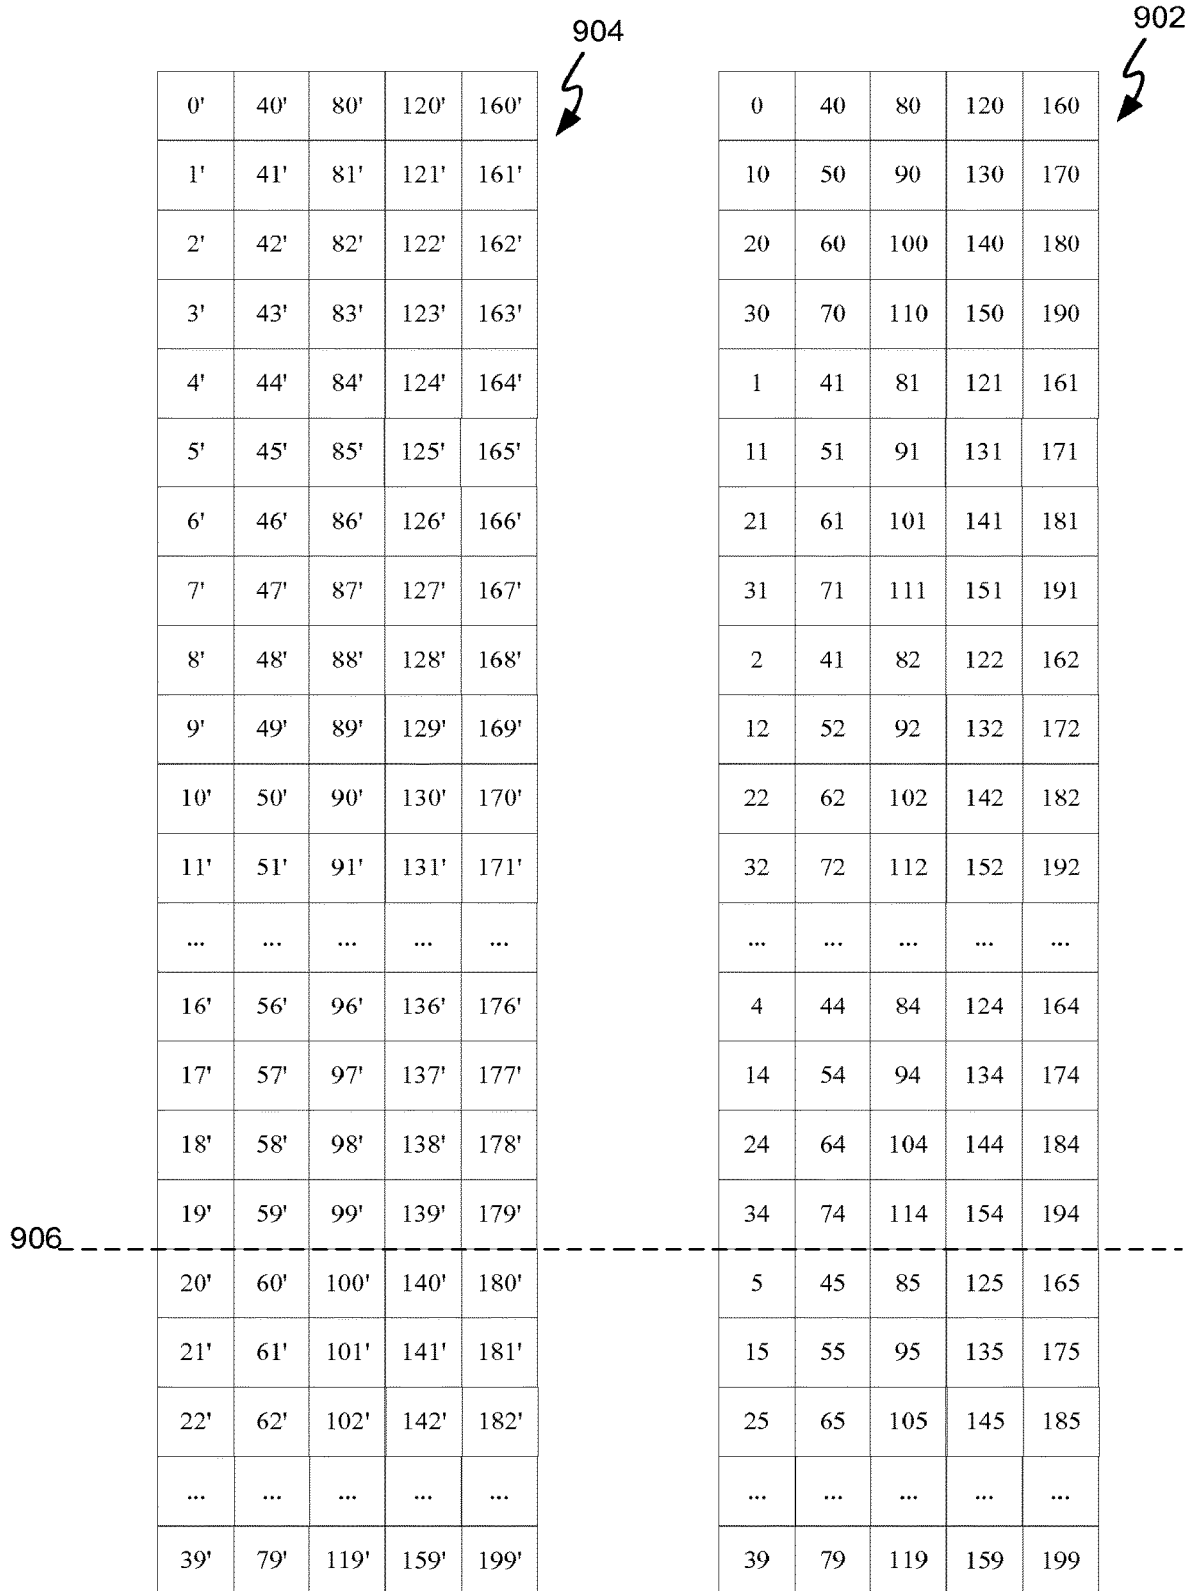 904
902
0' 40' 80' 120' 160'
1' 41' 81' 121' 161'
2' 42' 82' 122' 162'
3' 43' 83' 123' 163'
4' 44' 84' 124' 164'
5' 45' 85' 125' 165'
6' 46' 86' 126' 166'
7' 47' 87' 127' 167'
8' 48' 88' 128' 168'
9' 49' 89' 129' 169'
10' 50' 90' 130' 170'
11' 51' 91' 131' 171'
... ... ... ... ...
16' 56' 96' 136' 176'
17' 57' 97' 137' 177'
18' 58' 98' 138' 178'
19' 59' 99' 139' 179'
906
20' 60' 100' 140' 180'
21' 61' 101' 141' 181'
22' 62' 102' 142' 182'
... ... ... ... ...
39' 79' 119' 159' 199'
0 40 80 120 160
10 50 90 130 170
20 60 100 140 180
30 70 110 150 190
1 41 81 121 161
11 51 91 131 171
21 61 101 141 181
31 71 111 151 191
2 41 82 122 162
12 52 92 132 172
22 62 102 142 182
32 72 112 152 192
... ... ... ... ...
4 44 84 124 164
14 54 94 134 174
24 64 104 144 184
34 74 114 154 194
5 45 85 125 165
15 55 95 135 175
25 65 105 145 185
... ... ... ... ...
39 79 119 159 199